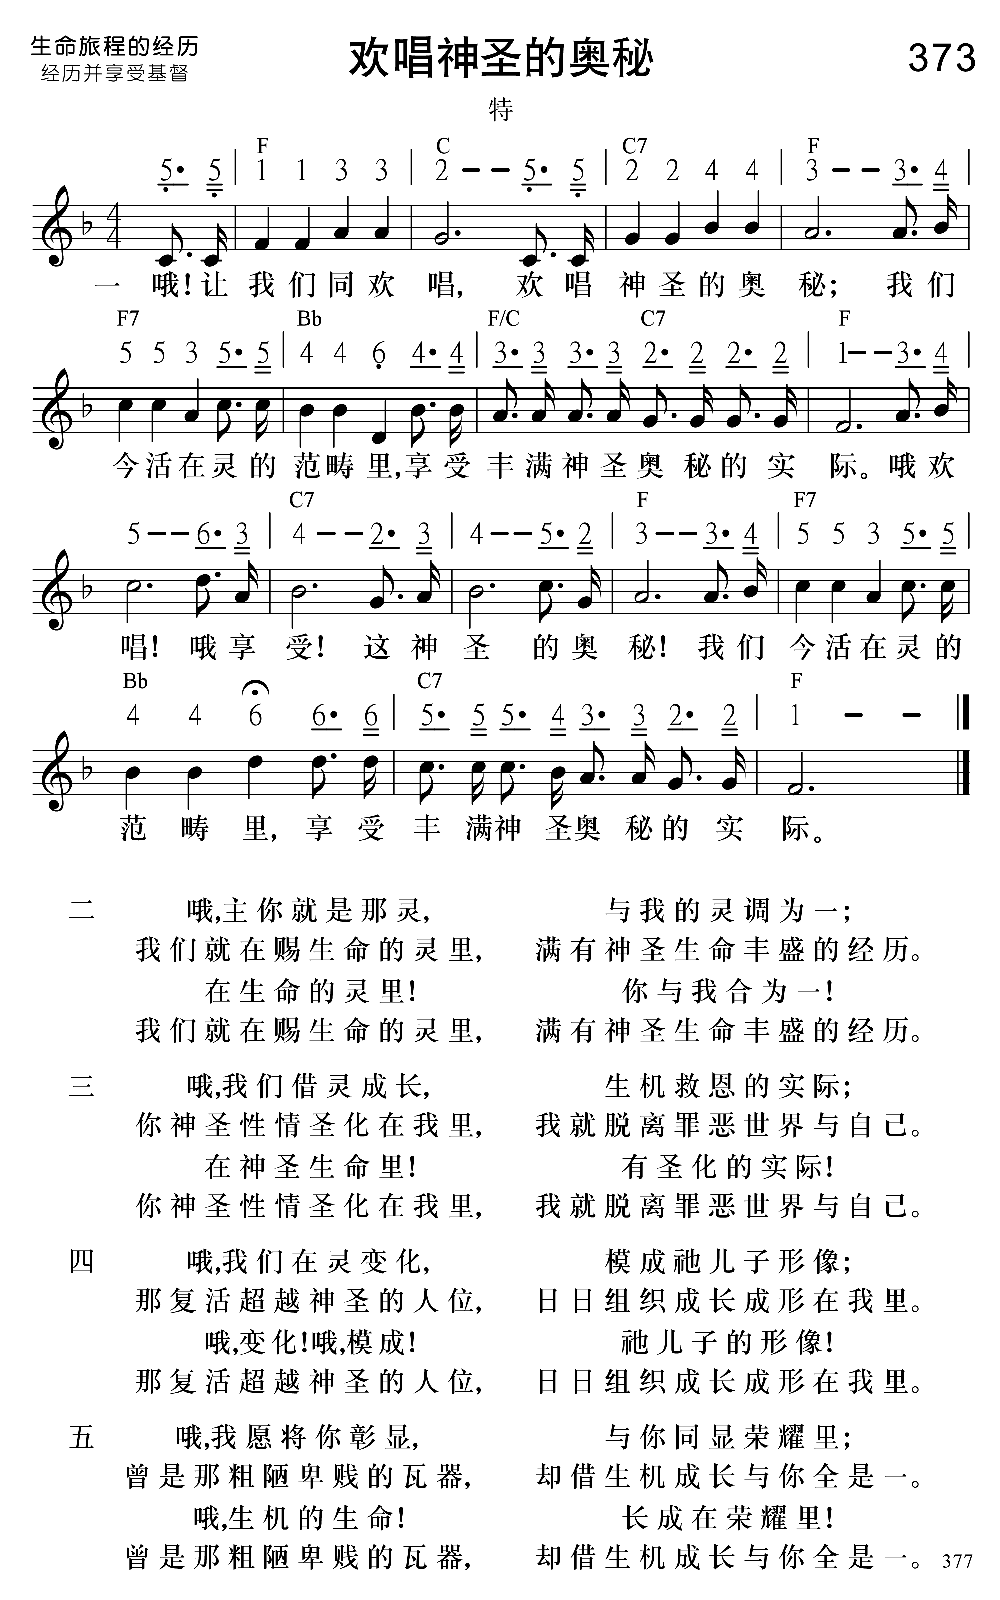 生命旅程的经历
经历并享受基督
欢唱神圣的奥秘
373
特
F C C7 F
5· 5 | 1 1 3 3 | 2 – – 5· 5 | 2 2 4 4 | 3 – – 3· 4 |
4
4
一 哦!让 我们同欢 唱, 欢唱 神圣的奥 秘; 我们
F7 Bb F/C C7 F
5 5 3 5· 5 | 4 4 6 4· 4 | 3· 3 3· 3 2· 2 2· 2 | 1 – – 3· 4 |
今活在灵的 范畴里,享受 丰满神圣奥秘的实 际。哦欢
C7 F F7
5 – – 6· 3 | 4 – – 2· 3 | 4 – – 5· 2 | 3 – – 3· 4 | 5 5 3 5· 5 |
唱! 哦享 受! 这神 圣 的奥 秘! 我们 今活在灵的
Bb C7 F
4 4 6 6· 6 | 5· 5 5· 4 3· 3 2· 2 | 1 – –
范畴里, 享受 丰满神圣奥秘的实 际。
二 哦,主你就是那灵, 与我的灵调为一;
我们就在赐生命的灵里, 满有神圣生命丰盛的经历。
在生命的灵里! 你与我合为一!
我们就在赐生命的灵里, 满有神圣生命丰盛的经历。
三 哦,我们借灵成长, 生机救恩的实际;
你神圣性情圣化在我里, 我就脱离罪恶世界与自己。
在神圣生命里! 有圣化的实际!
你神圣性情圣化在我里, 我就脱离罪恶世界与自己。
四 哦,我们在灵变化, 模成祂儿子形像;
那复活超越神圣的人位, 日日组织成长成形在我里。
哦,变化!哦,模成! 祂儿子的形像!
那复活超越神圣的人位, 日日组织成长成形在我里。
五 哦,我愿将你彰显, 与你同显荣耀里;
曾是那粗陋卑贱的瓦器, 却借生机成长与你全是一。
哦,生机的生命! 长成在荣耀里!
曾是那粗陋卑贱的瓦器, 却借生机成长与你全是一。
377